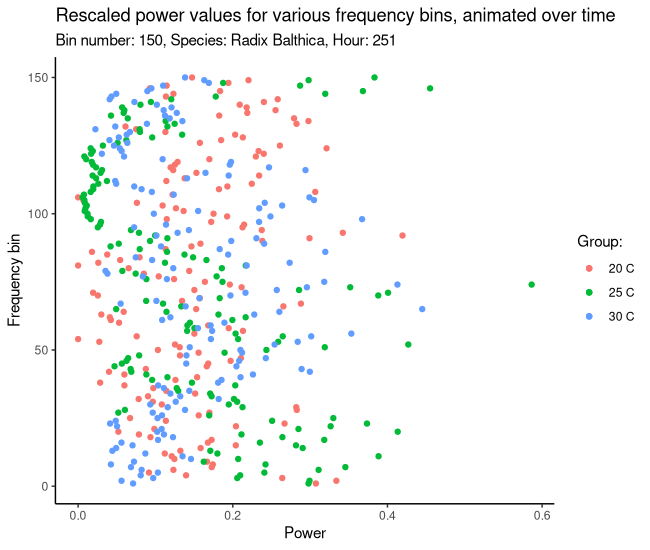 Rescaled power values for various frequency bins, animated over time
Bin number: 150, Species: Radix Balthica, Hour: 251
150
100
50
0
Frequency bin
0.0
0.2
0.4
0.6
Power
Group:
20 C
25 C
30 C